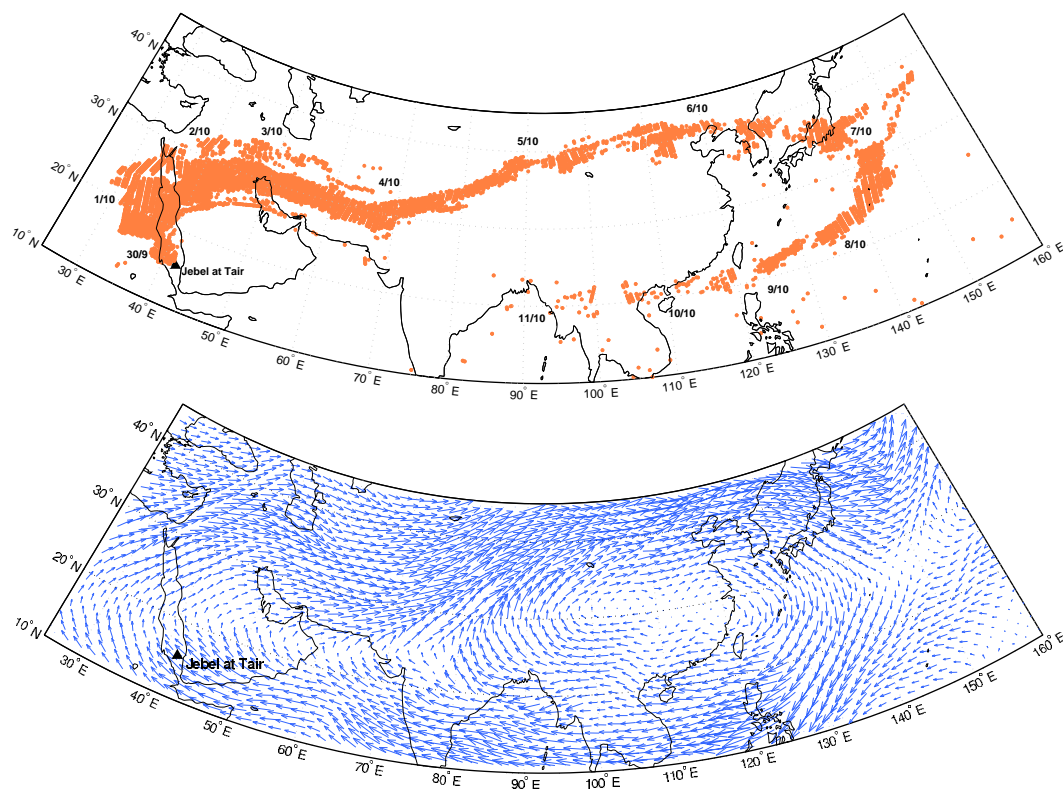 40°N
30°N
20°N
10°N
30°E
40°E
50°E
60°E
70°E
80°E
90°E
100°E
110°E
120°E
130°E
140°E
150°E
160°E
30/9
1/10
2/10
3/10
4/10
5/10
6/10
7/10
8/10
9/10
10/10
11/10
Jebel at Tair
40°N
30°N
20°N
10°N
30°E
40°E
50°E
60°E
70°E
80°E
90°E
100°E
110°E
120°E
130°E
140°E
150°E
160°E
Jebel at Tair